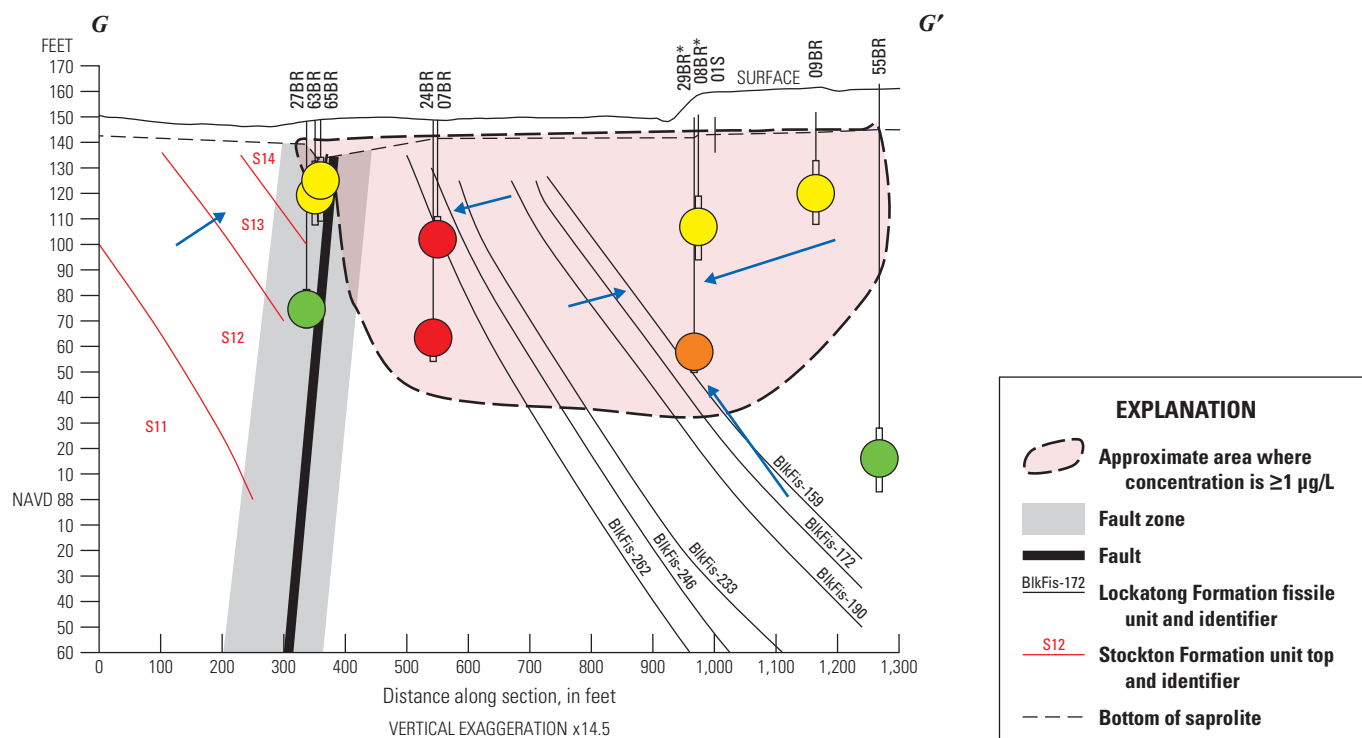 G
G′
FEET
170
160
150
140
130
120
110
100
90
80
70
60
50
40
30
20
10
NAVD 88
10
20
30
40
50
60
27BR
63BR
65BR
24BR
07BR
29BR*
08BR*
01S
SURFACE
09BR
55BR
S14
S13
S12
S11
BlkFis-262
BlkFis-246
BlkFis-233
BlkFis-159
BlkFis-172
BlkFis-190
0
100
200
300
400
500
600
700
800
900
1,000
1,100
1,200
1,300
Distance along section, in feet
VERTICAL EXAGGERATION x14.5
EXPLANATION
Approximate area where
concentration is ≥1 µg/L
Fault zone
Fault
BlkFis-172
Lockatong Formation fissile
unit and identifier
S12
Stockton Formation unit top
and identifier
Bottom of saprolite